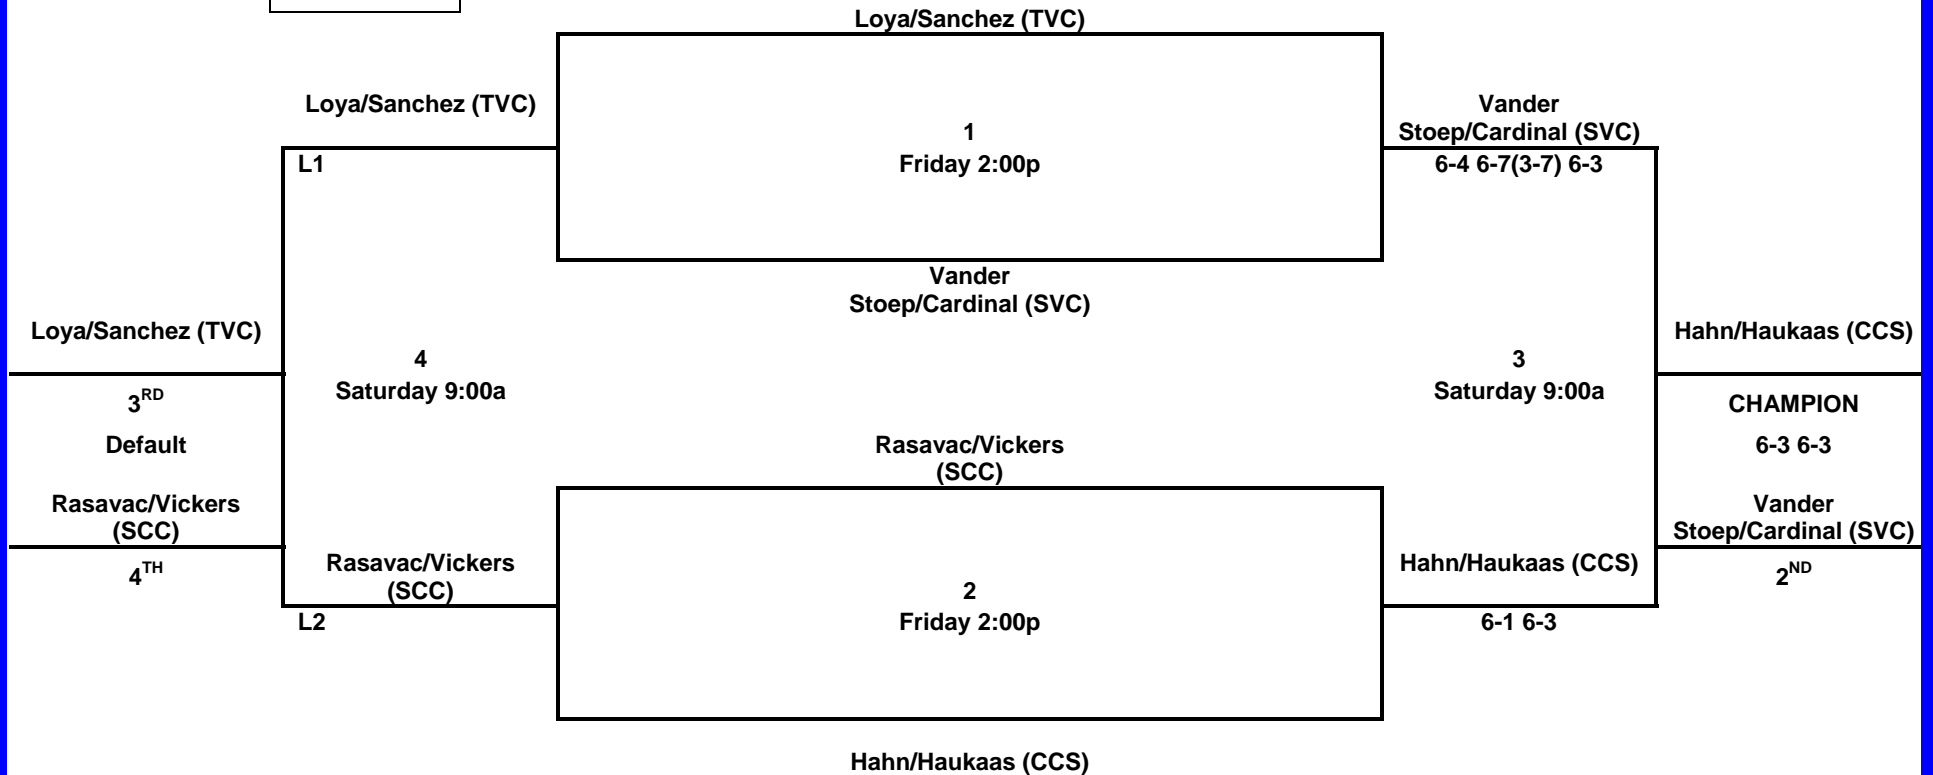 Loya/Sanchez (TVC)
Loya/Sanchez (TVC)
Vander
Stoep/Cardinal (SVC)
1
L1
Friday 2:00p
6-4 6-7(3-7) 6-3
Vander
Stoep/Cardinal (SVC)
Loya/Sanchez (TVC)
Hahn/Haukaas (CCS)
4
3
Saturday 9:00a
Saturday 9:00a
3RD
CHAMPION
Default
Rasavac/Vickers
(SCC)
6-3 6-3
Rasavac/Vickers
(SCC)
Vander
Stoep/Cardinal (SVC)
4TH
Rasavac/Vickers
(SCC)
Hahn/Haukaas (CCS)
2ND
2
L2
Friday 2:00p
6-1 6-3
Hahn/Haukaas (CCS)